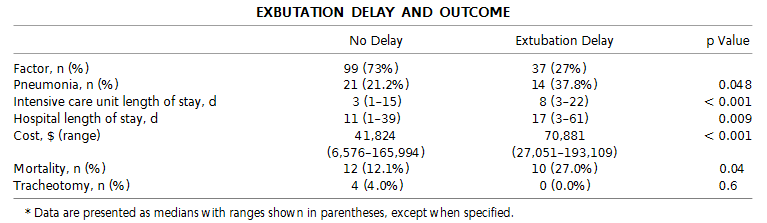 EXBUTATION DELAY AND OUTCOME
No Delay Extubation Delay p Value
Factor, n (%) 99 (73%) 37 (27%)
Pneumonia, n (%) 21 (21.2%) 14 (37.8%) 0.048
Intensive care unit length of stay, d 3 (1–15) 8 (3–22) < 0.001
Hospital length of stay, d 11 (1–39) 17 (3–61) 0.009
Cost, $ (range) 41,824 70,881 < 0.001
(6,576–165,994) (27,051–193,109)
Mortality, n (%) 12 (12.1%) 10 (27.0%) 0.04
Tracheotomy, n (%) 4 (4.0%) 0 (0.0%) 0.6
* Data are presented as medians with ranges shown in parentheses, except when specified.